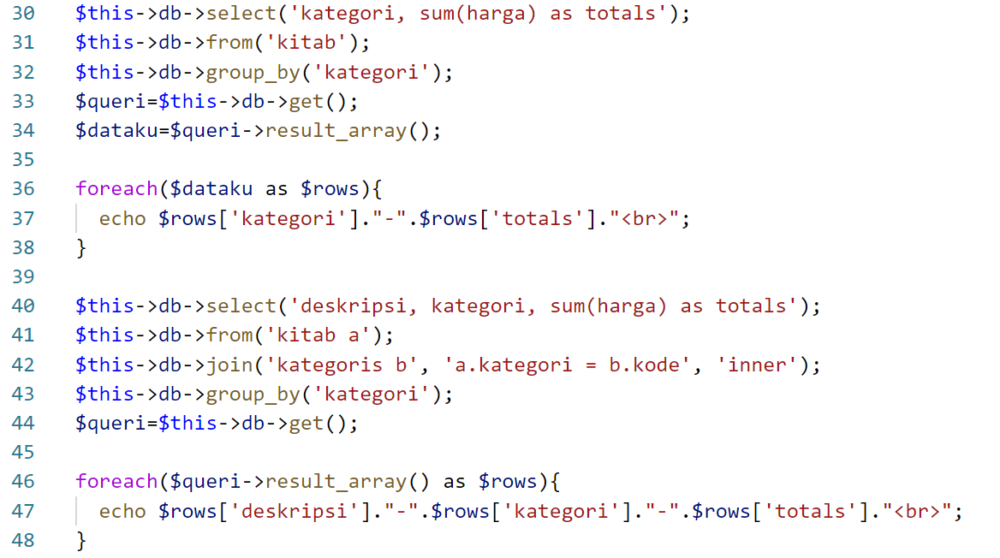 30 $this->db->select('kategori, sum(harga) as totals');
31 $this->db->from('kitab');
32 $this->db->group_by('kategori');
33 $queri=$this->db->get();
34 $dataku=$queri->result_array();
35
36 foreach($dataku as $rows){
37 echo $rows['kategori']."-".$rows['totals']."<br>";
38 }
39
40 $this->db->select('deskripsi, kategori, sum(harga) as totals');
41 $this->db->from('kitab a');
42 $this->db->join('kategoris b', 'a.kategori = b.kode', 'inner');
43 $this->db->group_by('kategori');
44 $queri=$this->db->get();
45
46 foreach($queri->result_array() as $rows){
47 echo $rows['deskripsi']."-".$rows['kategori']."-".$rows['totals']."<br>";
48 }